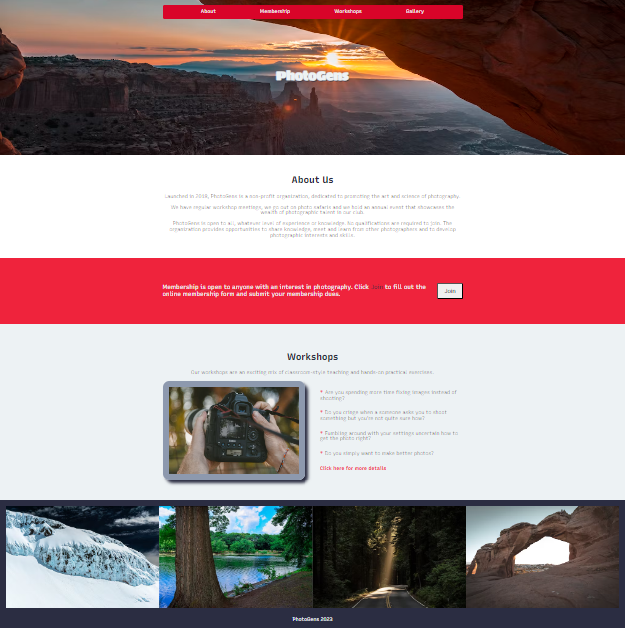 About Membership Workshops Gallery
PhotoGens
About Us
Launched in 2018, PhotoGens is a non-profit organization, dedicated to promoting the art and science of photography.
We have regular workshop meetings, we go out on photo safaris and we hold an annual event that showcases the
wealth of photographic talent in our club.
PhotoGens is open to all, whatever level of experience or knowledge. No qualifications are required to join. The
organization provides opportunities to share knowledge, meet and learn from other photographers and to develop
photographic interests and skills.
Membership is open to anyone with an interest in photography. Click Join to fill out the
online membership form and submit your membership dues.
Join
Workshops
Our workshops are an exciting mix of classroom-style teaching and hands-on practical exercises.
* Are you spending more time fixing images instead of
shooting?
* Do you cringe when a someone asks you to shoot
something but you're not quite sure how?
* Fumbling around with your settings uncertain how to
get the photo right?
* Do you simply want to make better photos?
Click here for more details
PhotoGens 2023